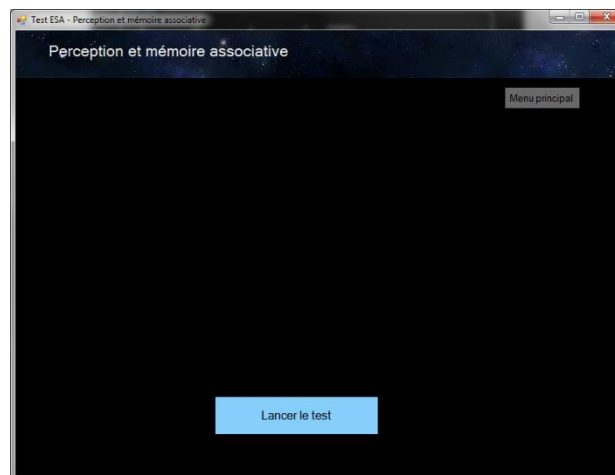 Test ESA - Perception et mémoire associative
Perception et mémoire associative
Menu principal
Lancer le test